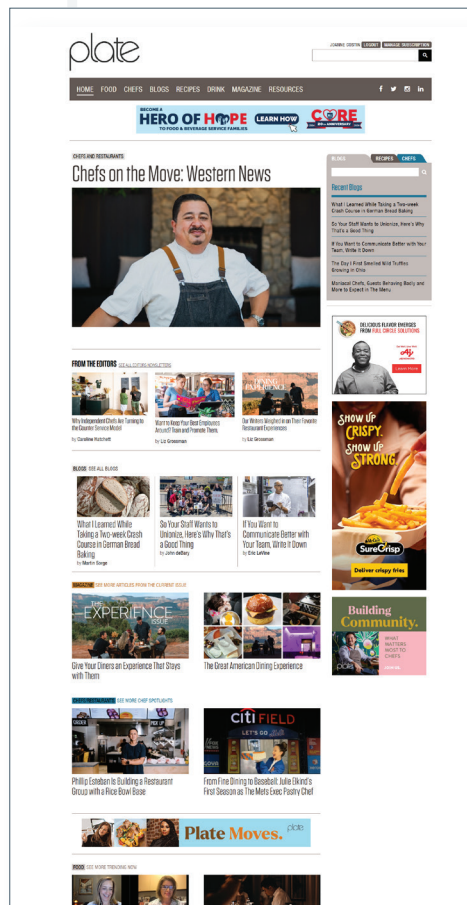 plate
JOANNE COSTIN LOGOUT MANAGE SUBSCRIPTION
HOME FOOD CHEFS BLOGS RECIPES DRINK MAGAZINE RESOURCES
BECOME A
HERO OF HOPE
TO FOOD & BEVERAGE SERVICE FAMILIES
LEARN HOW
CORE
CHEFS AND RESTAURANTS
Chefs on the Move: Western News
BLOGS RECIPES CHEFS
Recent Blogs
What I Learned While Taking a Two-week
Crash Course in German Bread Baking
So Your Staff Wants to Unionize, Here's Why
That's a Good Thing
If You Want to Communicate Better with Your
Team, Write It Down
The Day I First Smelled Wild Truffles
Growing in Ohio
Maniacal Chefs, Guests Behaving Badly and
More to Expect in The Menu
DELICIOUS FLAVOR EMERGES
FROM FULL CIRCLE SOLUTIONS
Learn More
FROM THE EDITORS SEE ALL EDITORS NEWSLETTERS
Why Independent Chefs Are Turning to
the Counter Service Model
by Caroline Hatchett
Want to Keep Your Best Employees
Around? Train and Promote Them.
by Liz Grossman
DINING
EXPERIENCE
Our Writers Weighed in on Their Favorite
Restaurant Experiences
by Liz Grossman
SHOW UP
CRISPY.
SHOW UP
STRONG.
SureCrisp
Deliver crispy fries
BLOGS SEE ALL BLOGS
What I Learned While
Taking a Two-week Crash
Course in German Bread
Baking
by Martin Sorge
So Your Staff Wants to
Unionize, Here's Why That's
a Good Thing
by John deBary
If You Want to
Communicate Better with
Your Team, Write It Down
by Eric LeVine
MAGAZINE SEE MORE ARTICLES FROM THE CURRENT ISSUE
THE
EXPERIENCE
ISSUE
Give Your Diners an Experience That Stays
with Them
The Great American Dining Experience
Building
Community.
WHAT
MATTERS
MOST TO
CHEFS.
plate
CHEFS/RESTAURANTS SEE MORE CHEF SPOTLIGHTS
PICK UP
Phillip Esteban Is Building a Restaurant
Group with a Rice Bowl Base
citi FIELD
LET'S GO
From Fine Dining to Baseball: Julie Elkind's
First Season as The Mets Exec Pastry Chef
Plate Moves.
plate
FOOD SEE MORE TRENDING NOW